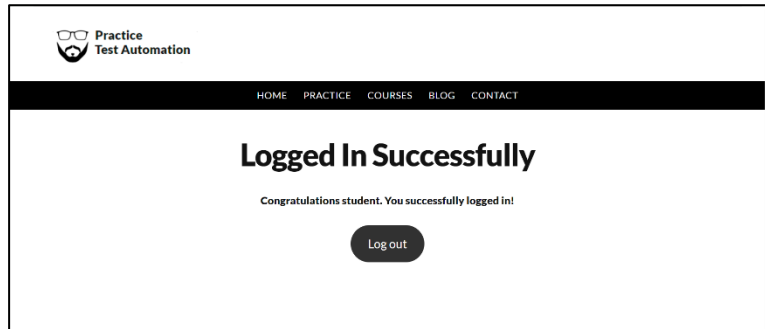 Practice
Test Automation
HOME PRACTICE COURSES BLOG CONTACT
Logged In Successfully
Congratulations student. You successfully logged in!
Log out